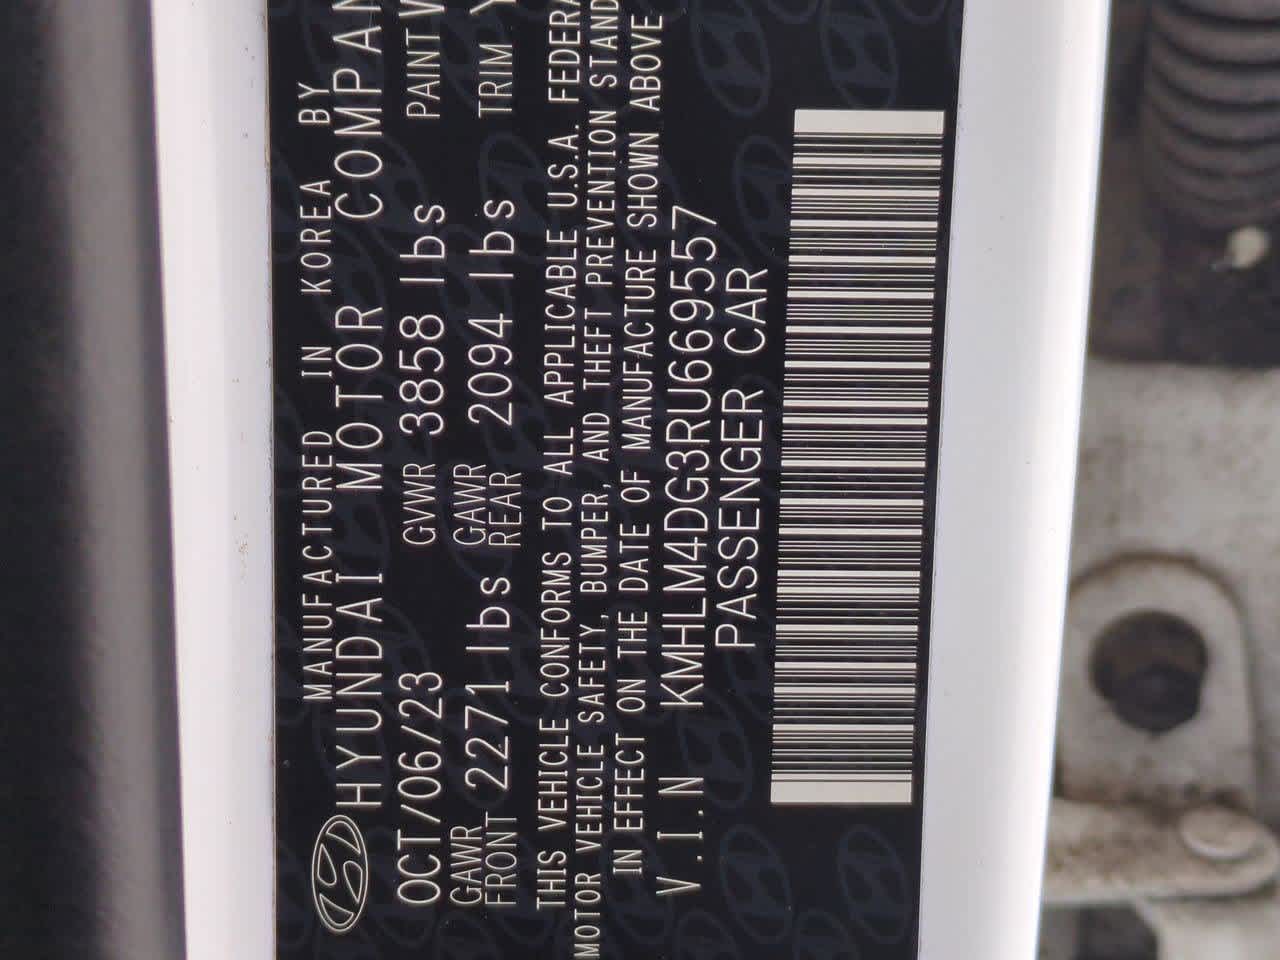 MANUFACTURED IN KOREA BY
HYUNDAI MOTOR COMPAN
OCT/06/23 GVWR 3858 lbs PAINT W
GAWR FRONT 2271 lbs GAWR REAR 2094 lbs TRIM Y
THIS VEHICLE CONFORMS TO ALL APPLICABLE U.S.A. FEDERA
MOTOR VEHICLE SAFETY, BUMPER, AND THEFT PREVENTION STAND
IN EFFECT ON THE DATE OF MANUFACTURE SHOWN ABOVE
V.I.N KMHLM4DG3RU669557
PASSENGER CAR